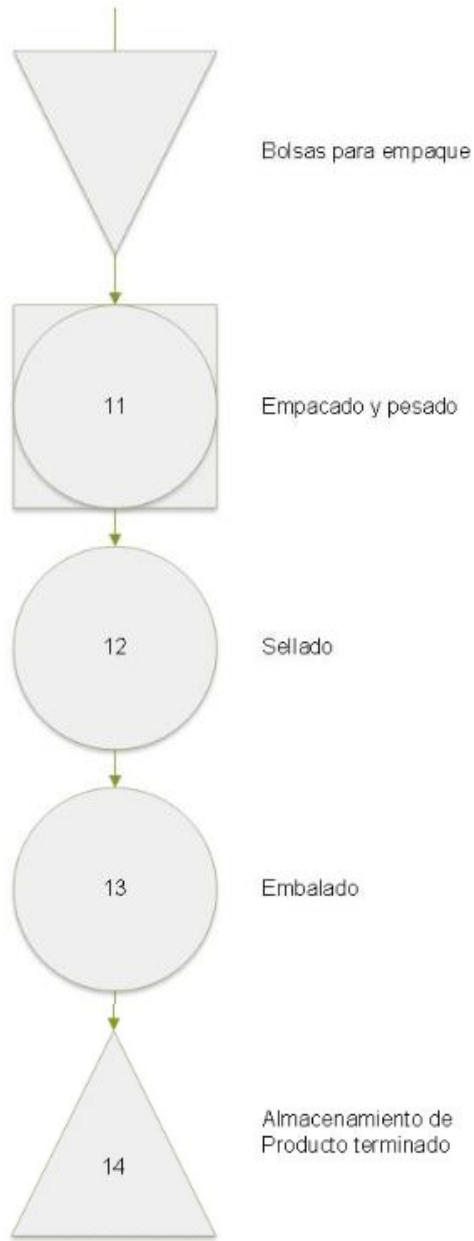 Bolsas para empaque
11
Empacado y pesado
12
Sellado
13
Embalado
14
Almacenamiento de
Producto terminado